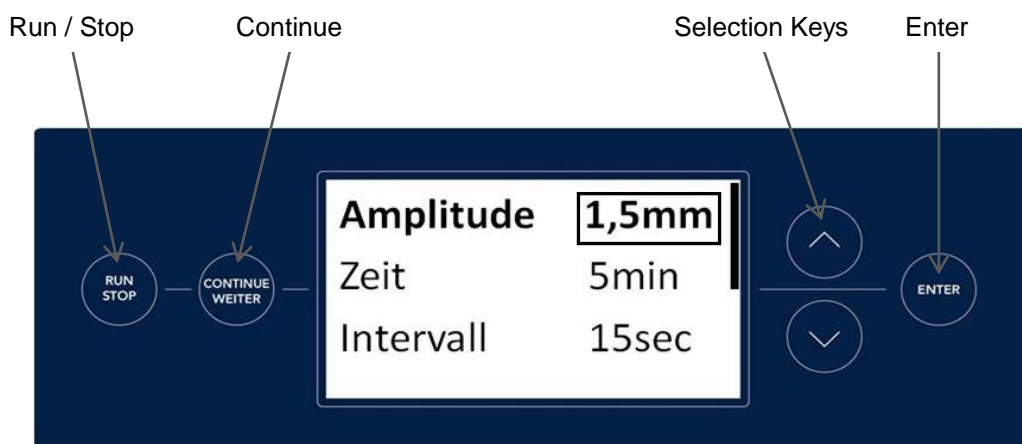 Run / Stop
Continue
Selection Keys
Enter
Amplitude 1,5mm
Zeit 5min
Intervall 15sec
RUN
STOP
CONTINUE
WEITER
ENTER